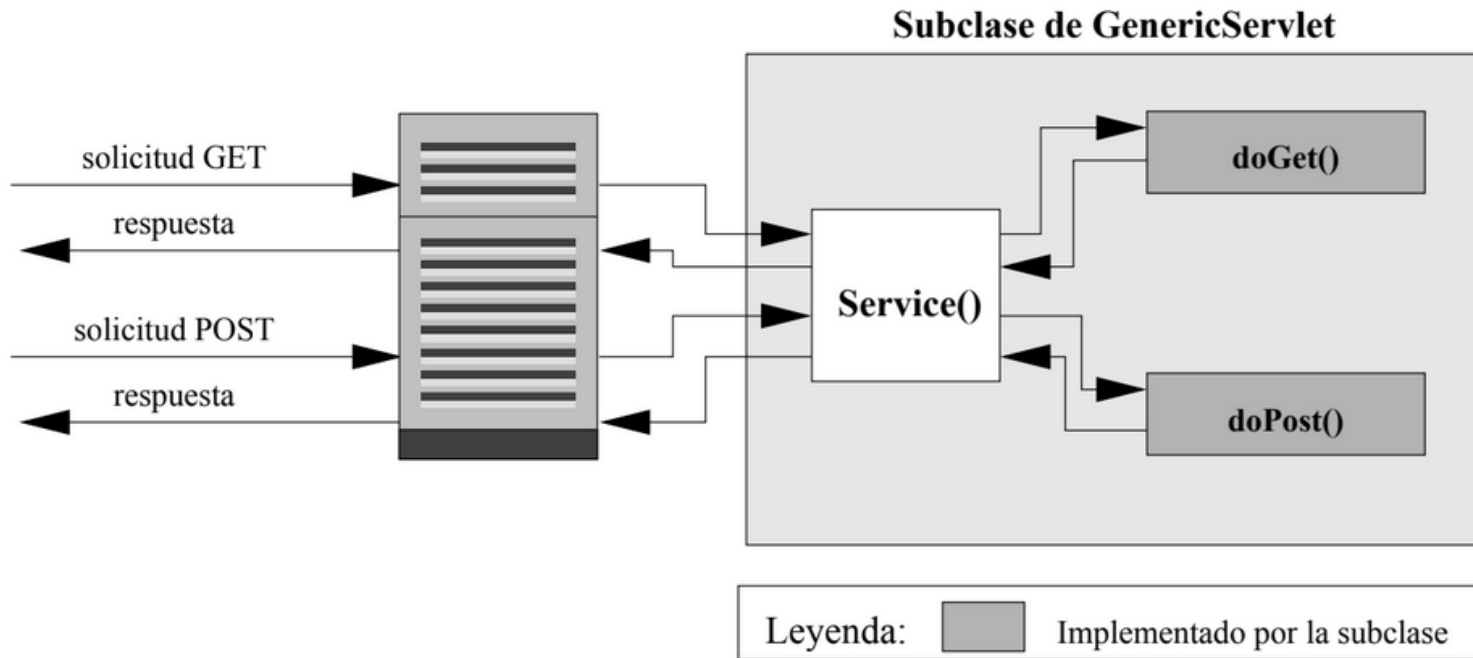 Subclase de GenericServlet
solicitud GET
respuesta
solicitud POST
respuesta
Service()
doGet()
doPost()
Leyenda:
Implementado por la subclase